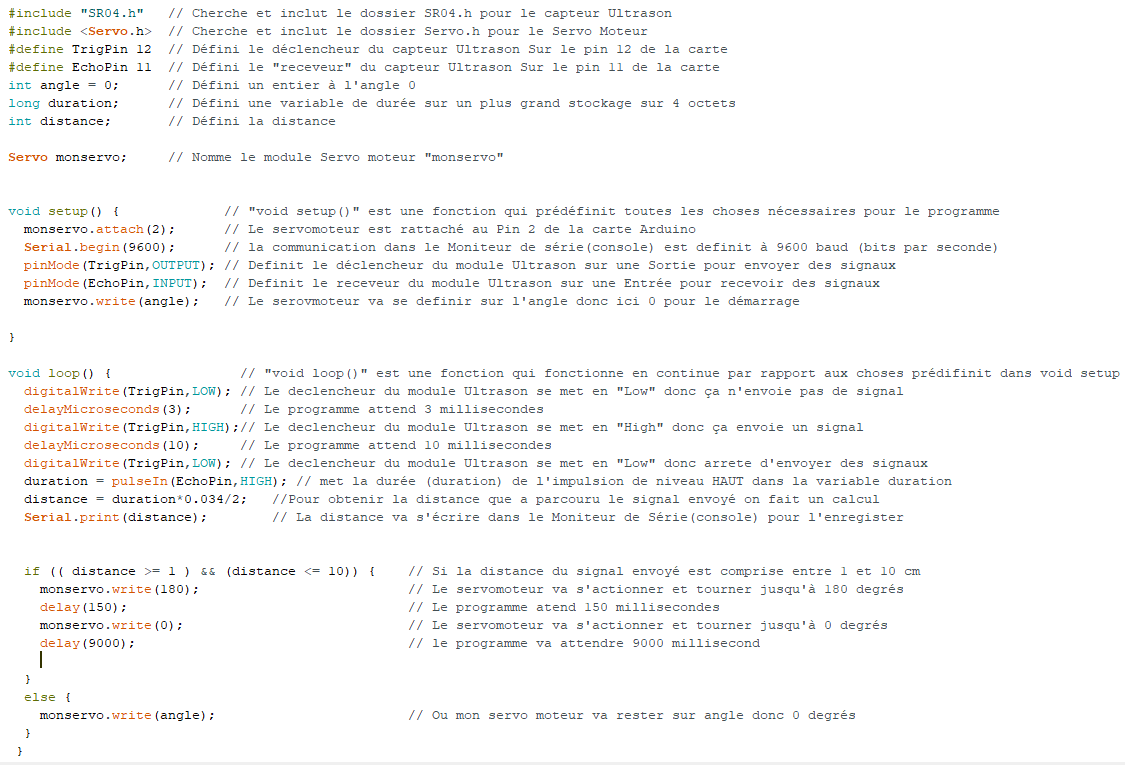 #include "SR04.h"   // Cherche et inclut le dossier SR04.h pour le capteur Ultrason
#include <Servo.h>  // Cherche et inclut le dossier Servo.h pour le Servo Moteur
#define TrigPin 12  // Défini le déclencheur du capteur Ultrason Sur le pin 12 de la carte
#define EchoPin 11  // Défini le "receveur" du capteur Ultrason Sur le pin 11 de la carte
int angle = 0;      // Défini un entier à l'angle 0
long duration;      // Défini une variable de durée sur un plus grand stockage sur 4 octets
int distance;       // Défini la distance
Servo monservo;     // Nomme le module Servo moteur "monservo"
void setup() {             // "void setup()" est une fonction qui prédéfinit toutes les choses nécessaires pour le programme
  monservo.attach(2);      // Le servomoteur est rattaché au Pin 2 de la carte Arduino
  Serial.begin(9600);      // la communication dans le Moniteur de série(console) est definit à 9600 baud (bits par seconde)
  pinMode(TrigPin,OUTPUT); // Definit le déclencheur du module Ultrason sur une Sortie pour envoyer des signaux
  pinMode(EchoPin,INPUT);  // Definit le receveur du module Ultrason sur une Entrée pour recevoir des signaux
  monservo.write(angle);   // Le serovmoteur va se definir sur l'angle donc ici 0 pour le démarrage
}
void loop() {                // "void loop()" est une fonction qui fonctionne en continue par rapport aux choses prédifinit dans void setup
  digitalWrite(TrigPin,LOW); // Le declencheur du module Ultrason se met en "Low" donc ça n'envoie pas de signal
  delayMicroseconds(3);      // Le programme attend 3 millisecondes
  digitalWrite(TrigPin,HIGH);// Le declencheur du module Ultrason se met en "High" donc ça envoie un signal
  delayMicroseconds(10);     // Le programme attend 10 millisecondes
  digitalWrite(TrigPin,LOW); // Le declencheur du module Ultrason se met en "Low" donc arrete d'envoyer des signaux
  duration = pulseIn(EchoPin,HIGH); // met la durée (duration) de l'impulsion de niveau HAUT dans la variable duration
  distance = duration*0.034/2;   //Pour obtenir la distance que a parcouru le signal envoyé on fait un calcul
  Serial.print(distance);        // La distance va s'écrire dans le Moniteur de Série(console) pour l'enregister
  if (( distance >= 1 ) && (distance <= 10)) {    // Si la distance du signal envoyé est comprise entre 1 et 10 cm
    monservo.write(180);                          // Le servomoteur va s'actionner et tourner jusqu'à 180 degrés
    delay(150);                                   // Le programme atend 150 millisecondes
    monservo.write(0);                            // Le servomoteur va s'actionner et tourner jusqu'à 0 degrés
    delay(9000);                                  // le programme va attendre 9000 millisecond
  }
  else {
    monservo.write(angle);                        // Ou mon servo moteur va rester sur angle donc 0 degrés
  }
 }